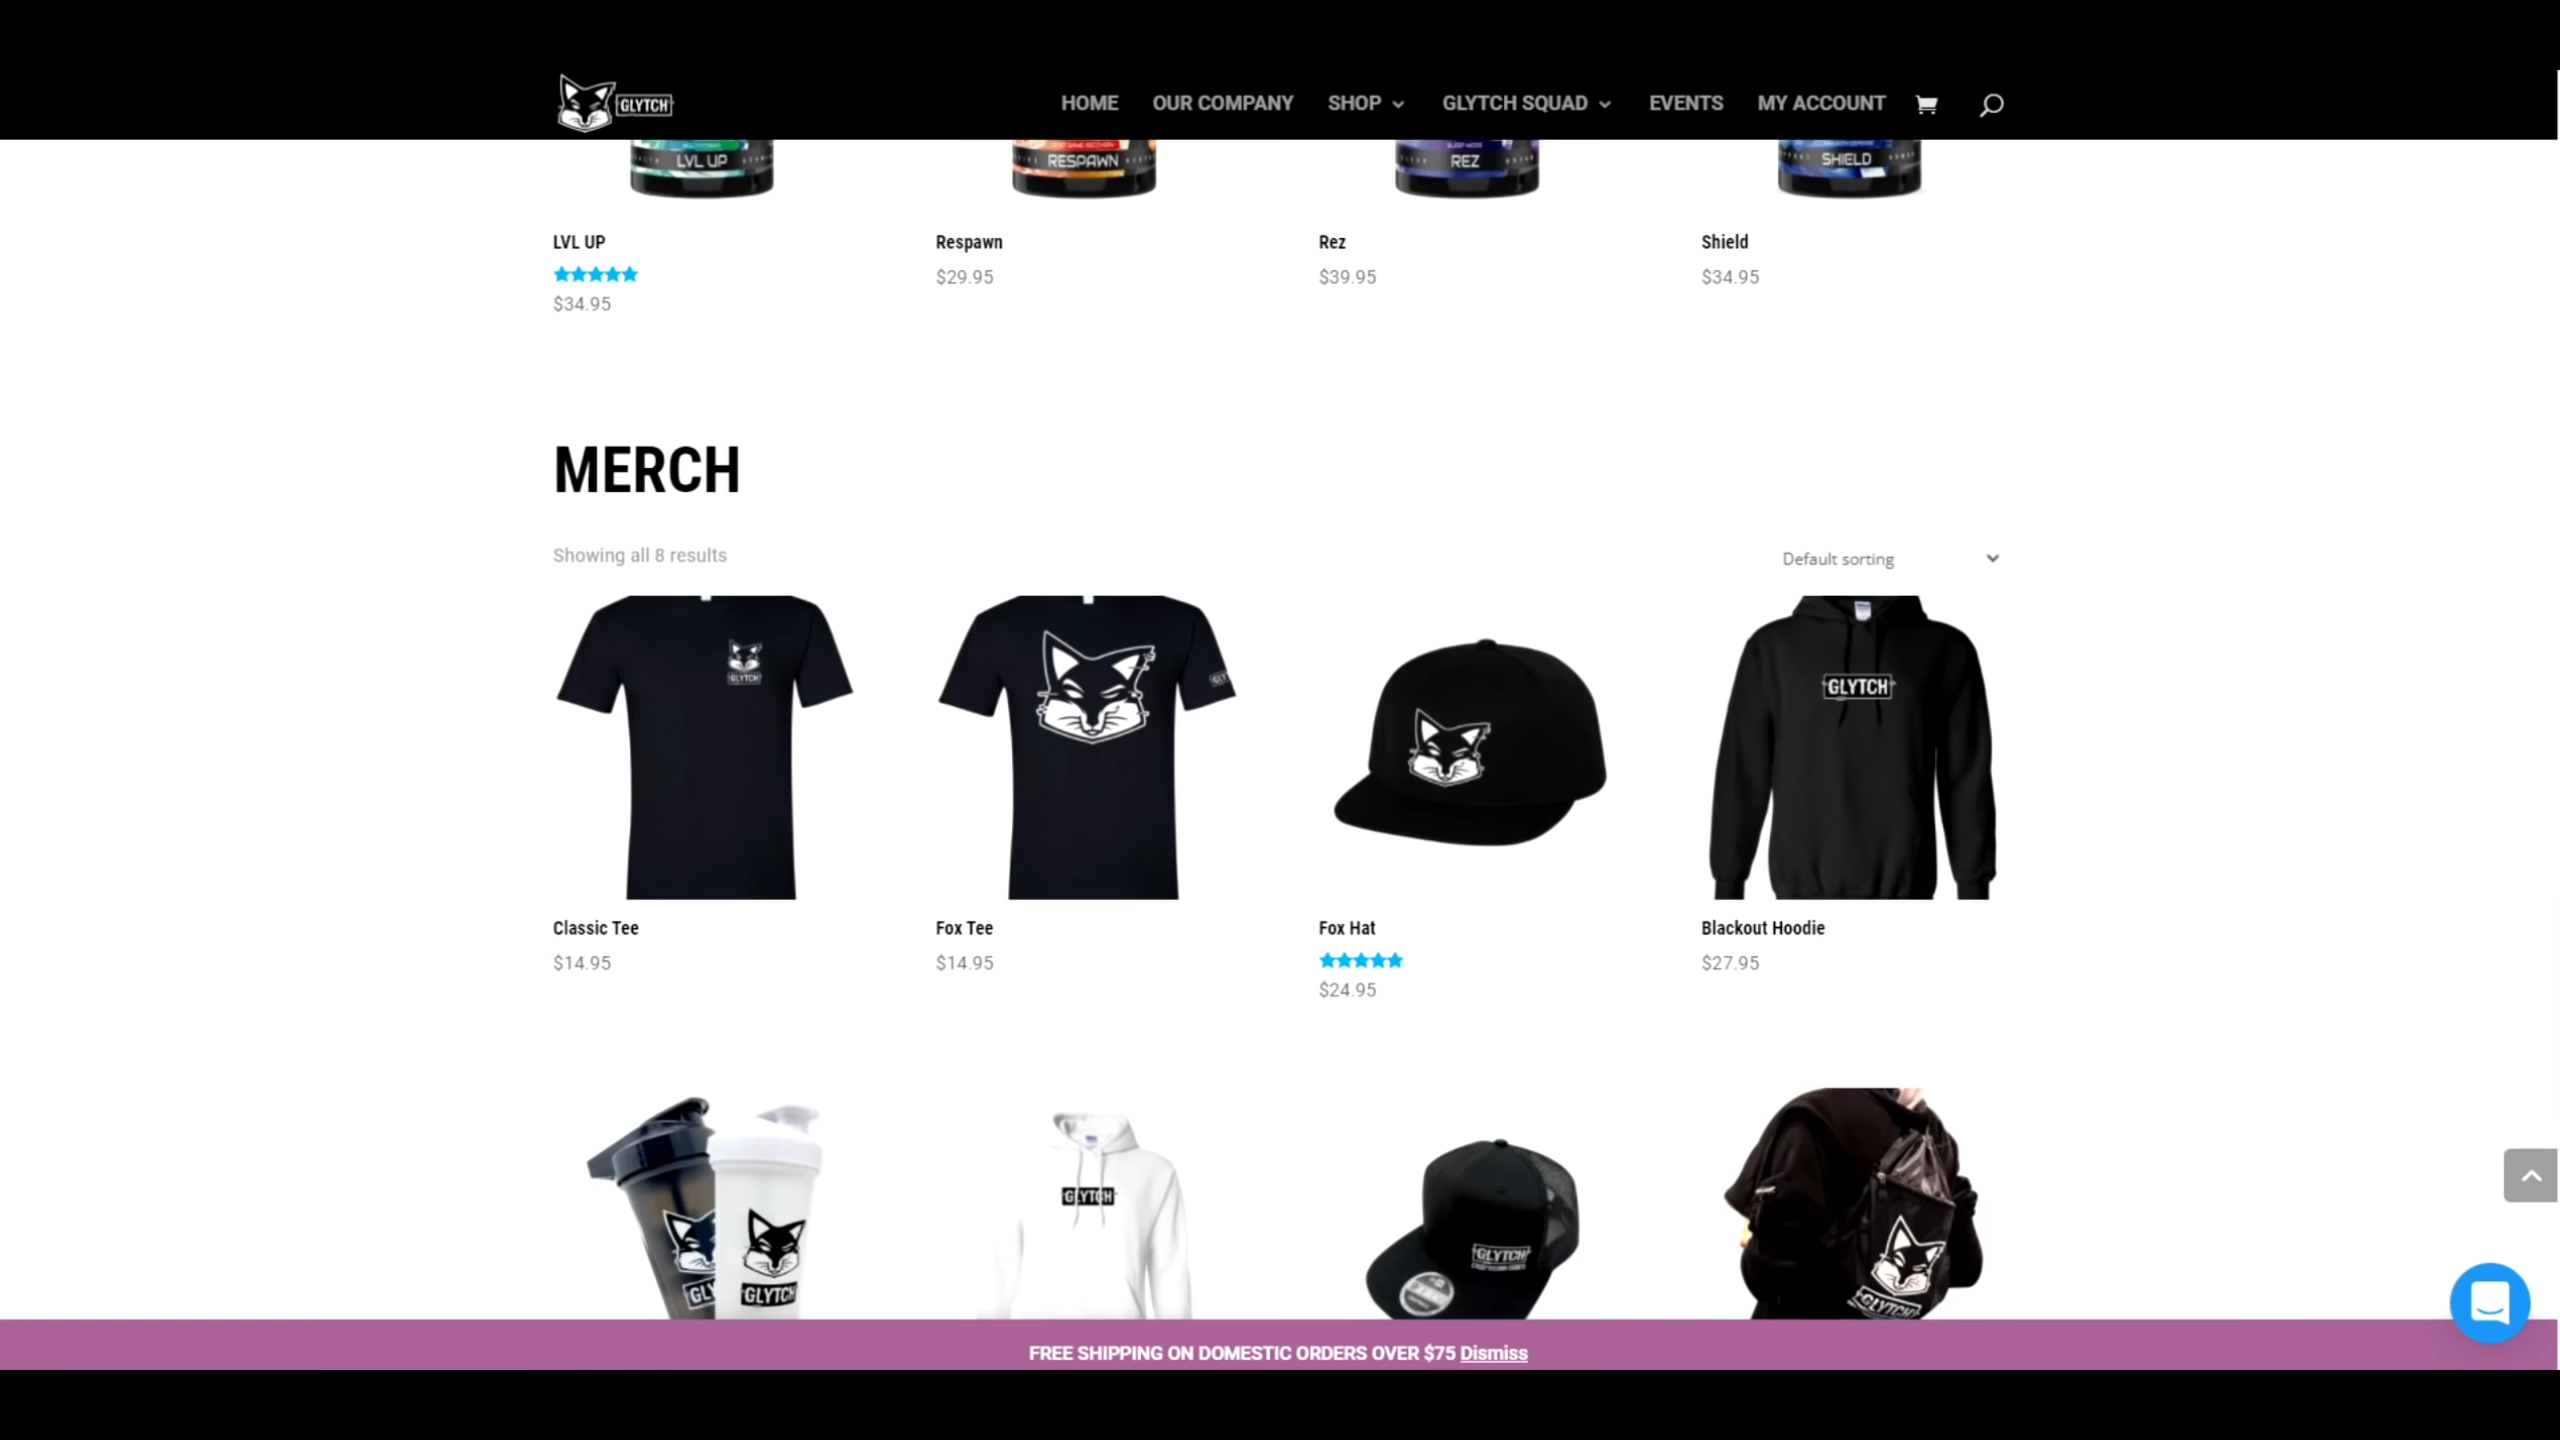 GLYTCH
HOME OUR COMPANY SHOP GLYTCH SQUAD EVENTS MY ACCOUNT
LVL UP
RESPAWN
REZ
SHIELD
LVL UP
$34.95
Respawn
$29.95
Rez
$39.95
Shield
$34.95
MERCH
Showing all 8 results
Default sorting
GLYTCH
GLYTCH
Classic Tee
$14.95
Fox Tee
$14.95
Fox Hat
$24.95
Blackout Hoodie
$27.95
GLYTCH
GLYTCH
GLYTCH
GLYTCH
FREE SHIPPING ON DOMESTIC ORDERS OVER $75 Dismiss